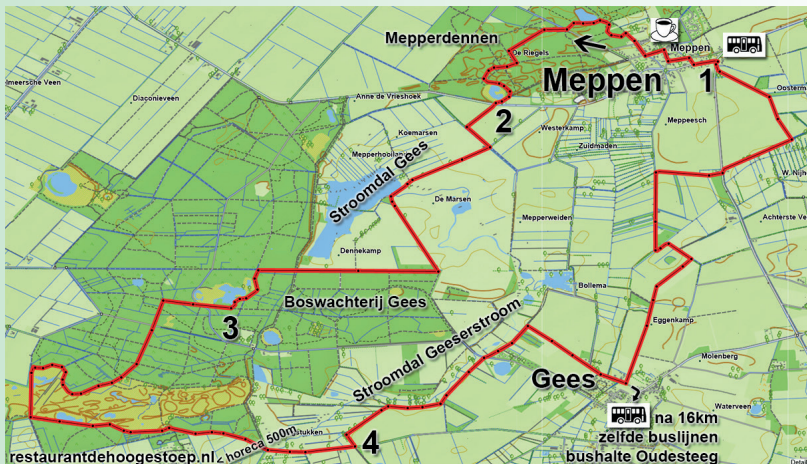 Mepperdennen
De Riegels
Meppen
Meppen
1
elmeersche Veen
Diaconieveen
Anne de Vrieshoek
2
Meppeesch
Koemarsen
Westerkamp
Zuidmaden
Mepperhooilan
Stroomdal Gees
De Marsen
Mepperweiden
Achterste Ve
W. Nijh
Oosterm
Dennekamp
Boswachterij Gees
Bollema
3
Eggenkamp
Stroomdal Geeserstroom
Molenberg
Gees
Waterveen
na 16km
zelfde buslijnen
bushalte Oudesteeg
4
stukken
horeca 500m
restaurantdehoogestoep.nl
Detail